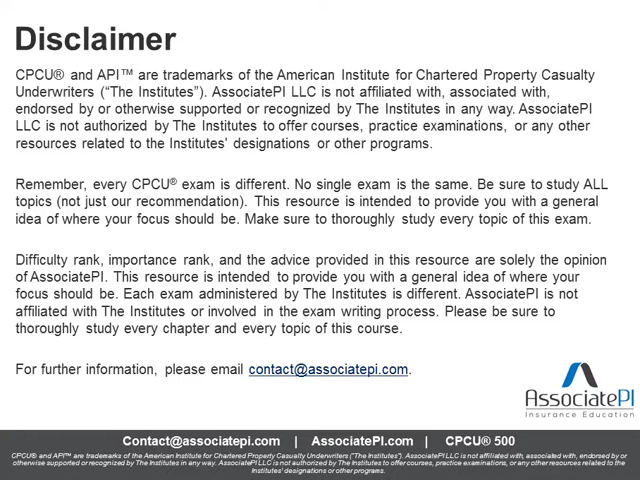 Disclaimer
CPCU® and API™ are trademarks of the American Institute for Chartered Property Casualty
Underwriters (“The Institutes”). AssociatePI LLC is not affiliated with, associated with,
endorsed by or otherwise supported or recognized by The Institutes in any way. AssociatePI
LLC is not authorized by The Institutes to offer courses, practice examinations, or any other
resources related to the Institutes' designations or other programs.
Remember, every CPCU® exam is different. No single exam is the same. Be sure to study ALL
topics (not just our recommendation). This resource is intended to provide you with a general
idea of where your focus should be. Make sure to thoroughly study every topic of this exam.
Difficulty rank, importance rank, and the advice provided in this resource are solely the opinion
of AssociatePI. This resource is intended to provide you with a general idea of where your
focus should be. Each exam administered by The Institutes is different. AssociatePI is not
affiliated with The Institutes or involved in the exam writing process. Please be sure to
thoroughly study every chapter and every topic of this course.
For further information, please email contact@associatepi.com.
AssociatePI
Insurance Education
Contact@associatepi.com | AssociatePI.com | CPCU® 500
CPCU® and API™ are trademarks of the American Institute for Chartered Property Casualty Underwriters ("The Institutes"). AssociatePI LLC is not affiliated with, associated with, endorsed by or
otherwise supported or recognized by The Institutes in any way. AssociatePI LLC is not authorized by The Institutes to offer courses, practice examinations, or any other resources related to the
Institutes' designations or other programs.